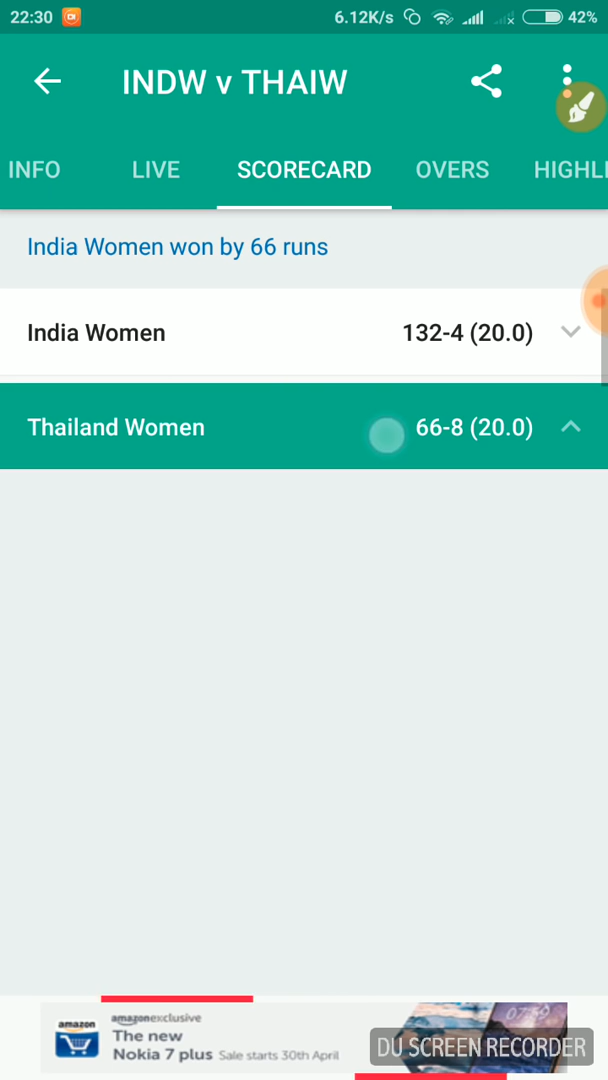 22:30 6.12K/s 42%
INDW v THAIW
INFO LIVE SCORECARD OVERS HIGHLI
India Women won by 66 runs
India Women 132-4 (20.0)
Thailand Women 66-8 (20.0)
amazonexclusive
amazon
The new
Nokia 7 plus Sale starts 30th April
07:59
DU SCREEN RECORDER